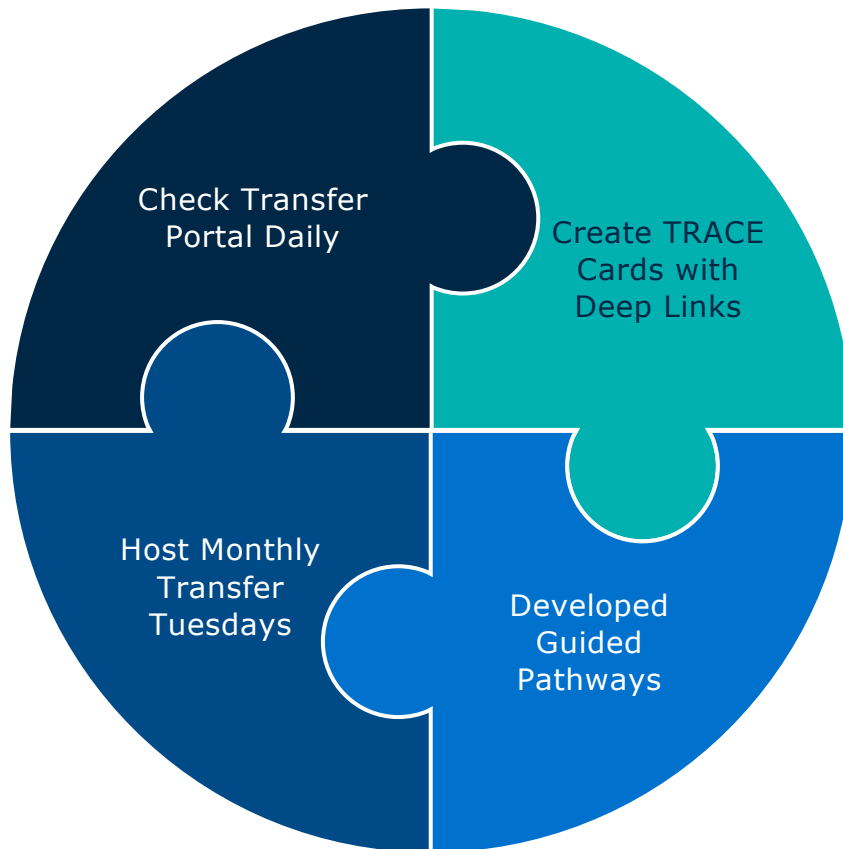 Check Transfer
Portal Daily
Create TRACE
Cards with
Deep Links
Host Monthly
Transfer
Tuesdays
Developed
Guided
Pathways